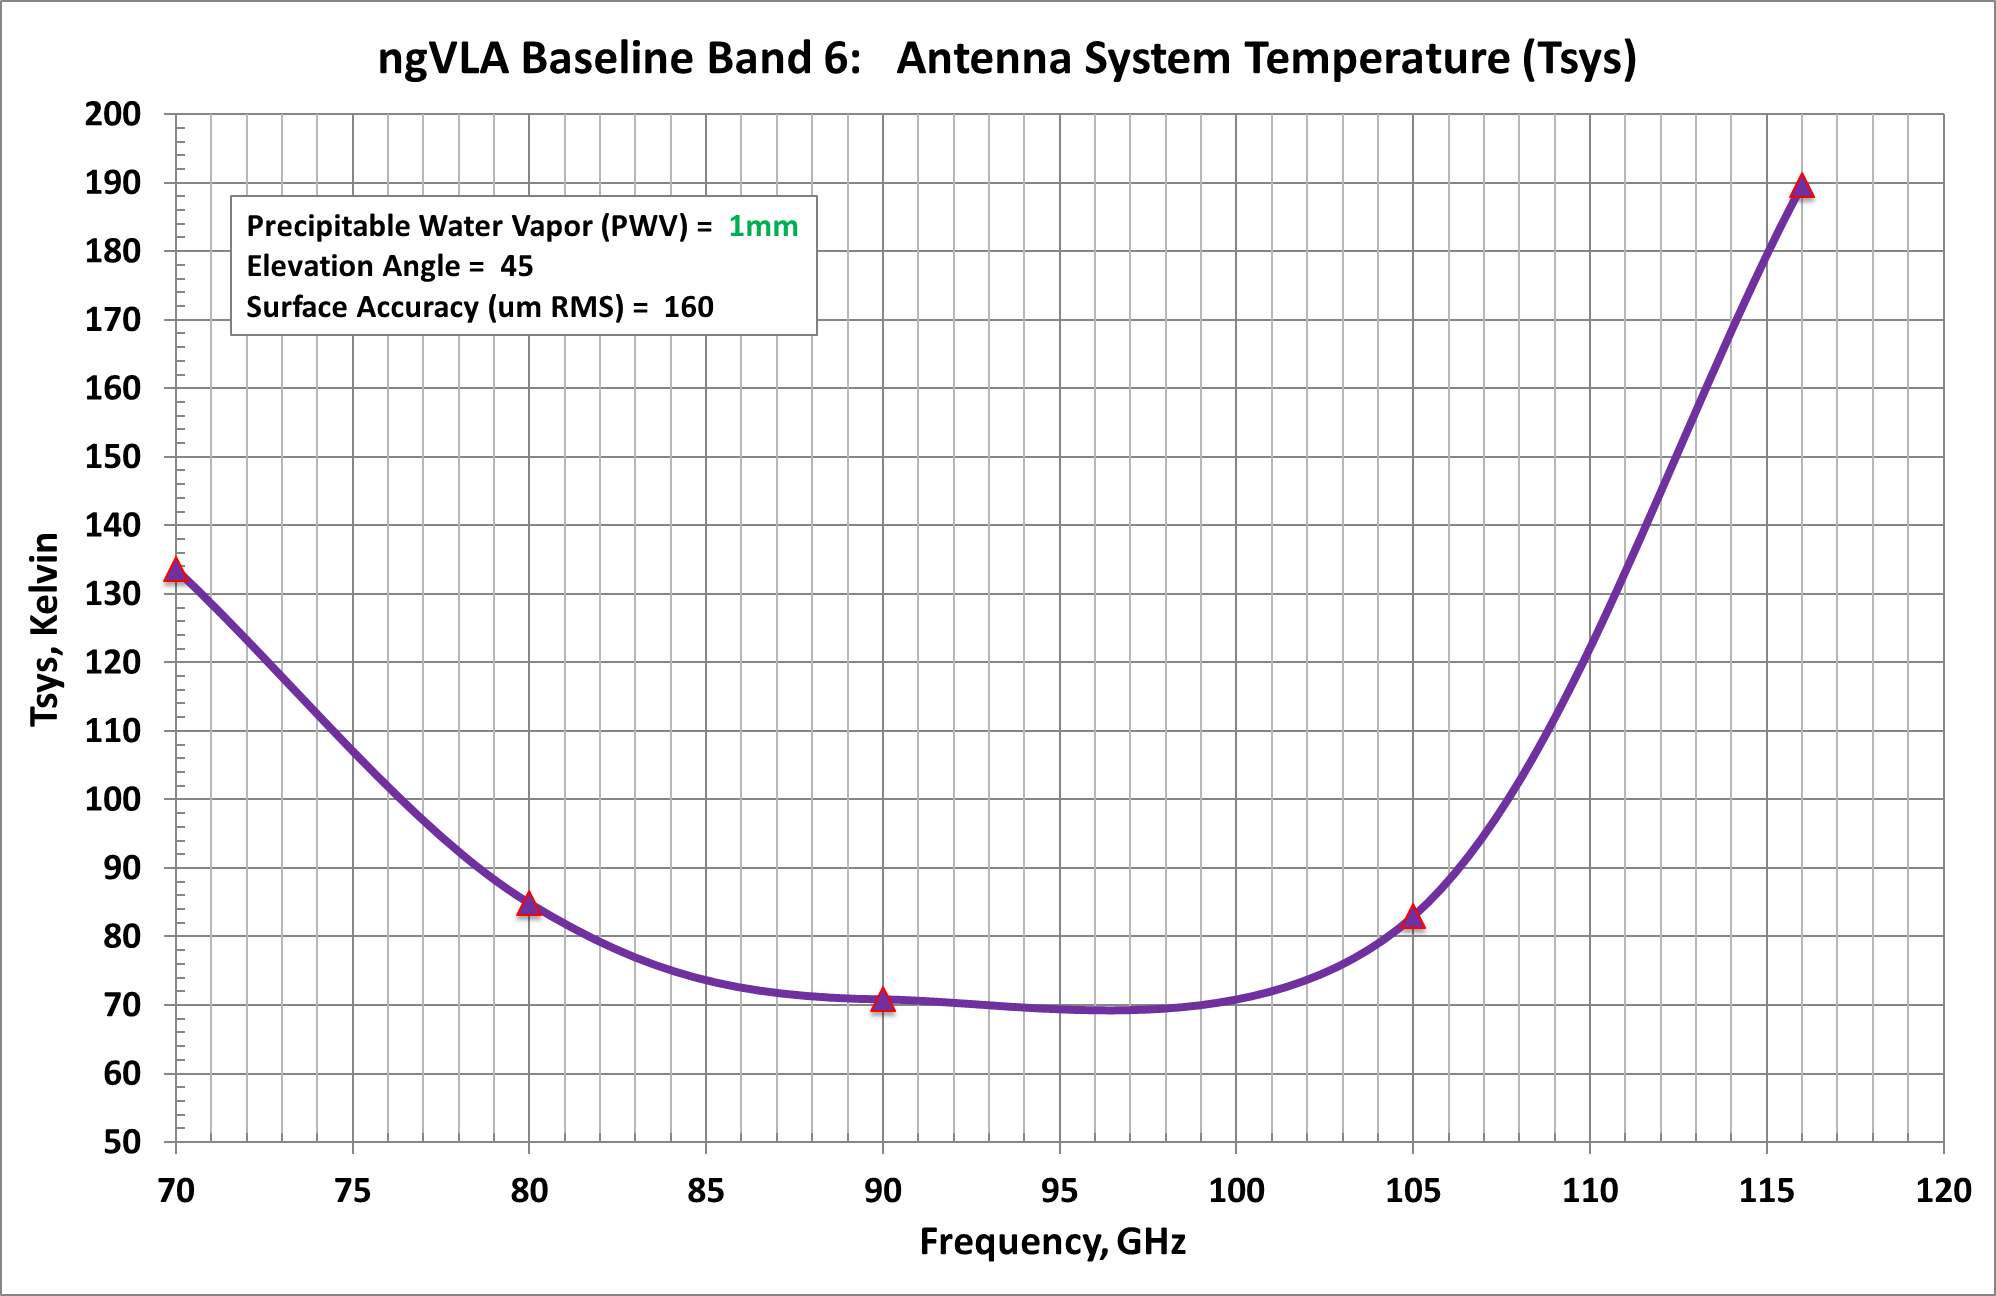 ngVLA Baseline Band 6:   Antenna System Temperature (Tsys)
200
190
180
170
160
150
140
130
120
110
100
90
80
70
60
50
Precipitable Water Vapor (PWV) =  1mm
Elevation Angle =  45
Surface Accuracy (um RMS) =  160
Tsys, Kelvin
70 75 80 85 90 95 100 105 110 115 120
Frequency, GHz